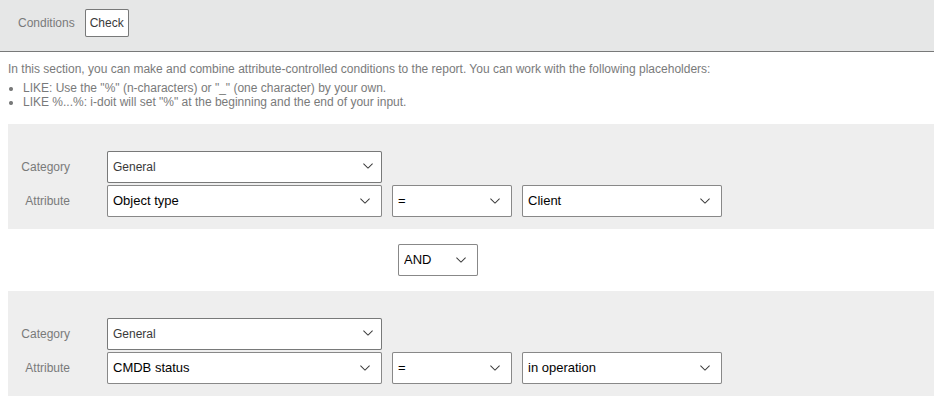 Conditions Check
In this section, you can make and combine attribute-controlled conditions to the report. You can work with the following placeholders:
LIKE: Use the "%" (n-characters) or "_" (one character) by your own.
LIKE %...%: i-doit will set "%" at the beginning and the end of your input.
Category General
Attribute Object type = Client
AND
Category General
Attribute CMDB status = in operation